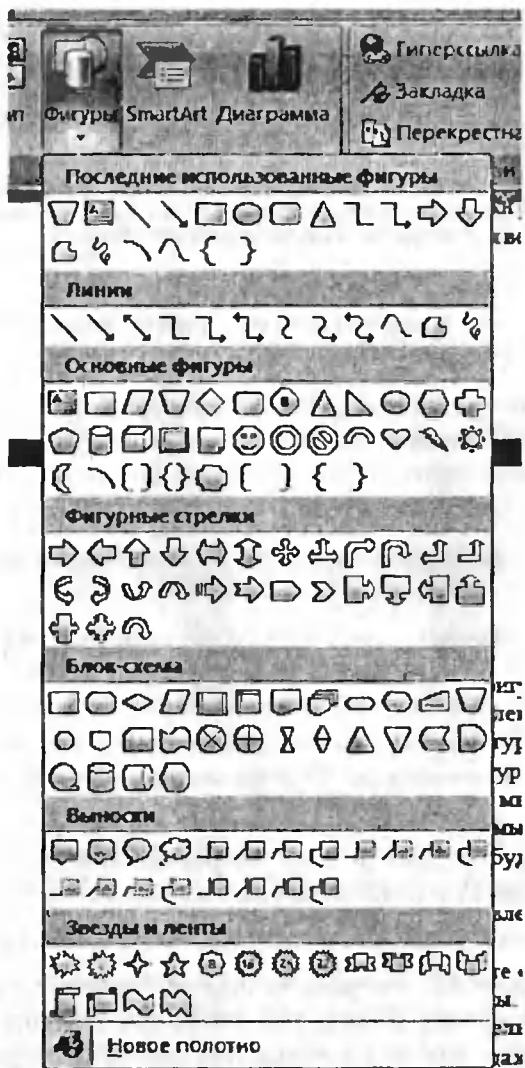 Гиперссылка
Закладка
Фигуры SmartArt Диаграмма
Перекрестна
Последние использованные фигуры
Линии
Основные фигуры
Фигурные стрелки
Блок-схема
Выноски
Звезды и ленты
Новое полотно